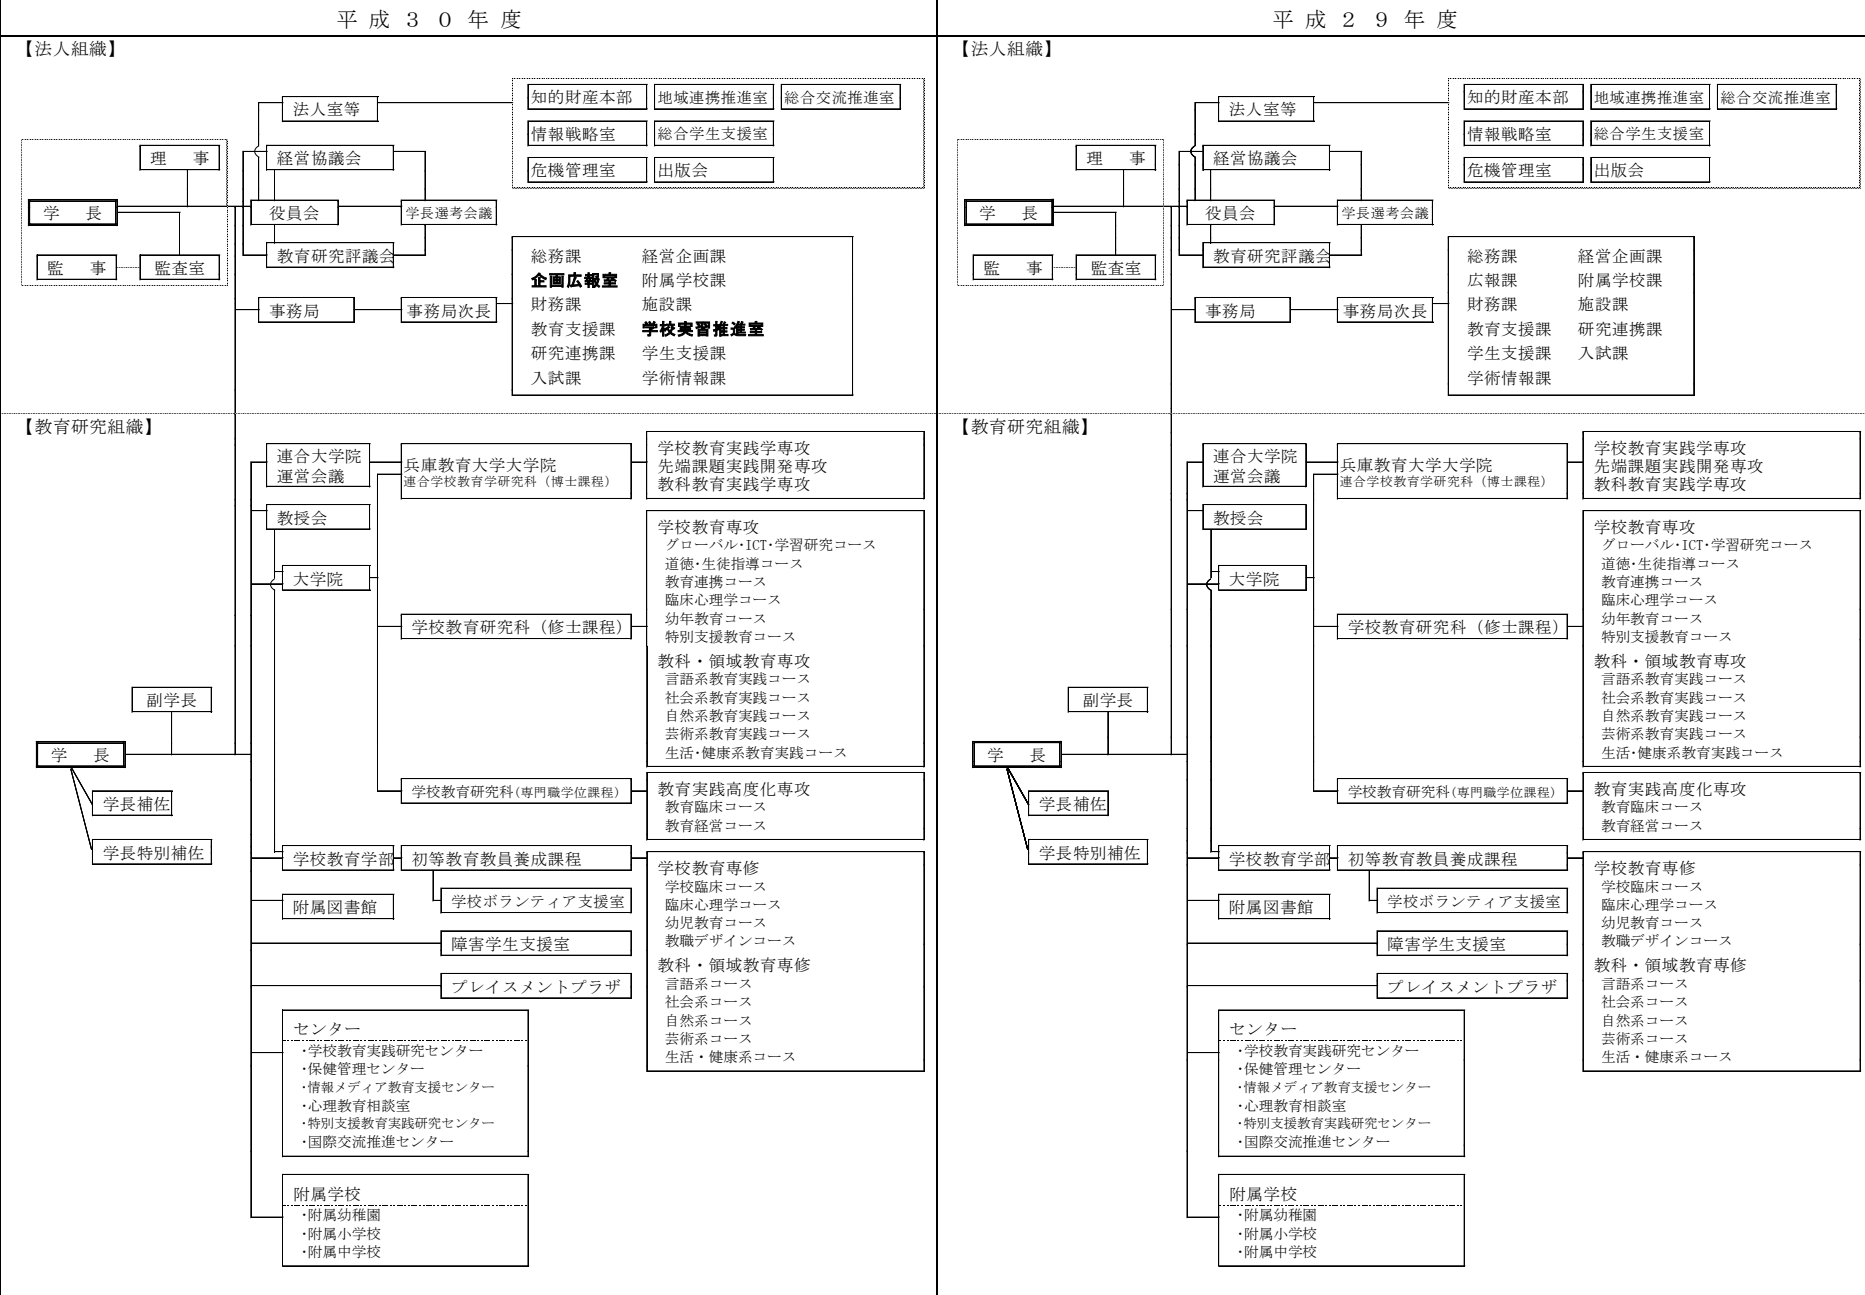 平成３０年度
【法人組織】
法人室等
知的財産本部 地域連携推進室 総合交流推進室
情報戦略室 総合学生支援室
危機管理室 出版会
理 事
経営協議会
学 長
役員会
学長選考会議
教育研究評議会
監 事
監査室
事務局
事務局次長
総務課 経営企画課
企画広報室 附属学校課
財務課 施設課
教育支援課 学校実習推進室
研究連携課 学生支援課
入試課 学術情報課
【教育研究組織】
連合大学院
運営会議
兵庫教育大学大学院
連合学校教育学研究科（博士課程）
学校教育実践学専攻
先端課題実践開発専攻
教科教育実践学専攻
教授会
大学院
学校教育研究科（修士課程）
学校教育専攻
グローバル･ICT･学習研究コース
道徳･生徒指導コース
教育連携コース
臨床心理学コース
幼年教育コース
特別支援教育コース
教科・領域教育専攻
言語系教育実践コース
社会系教育実践コース
自然系教育実践コース
芸術系教育実践コース
生活･健康系教育実践コース
副学長
学 長
学長補佐
学長特別補佐
学校教育研究科(専門職学位課程)
教育実践高度化専攻
教育臨床コース
教育経営コース
学校教育学部
初等教育教員養成課程
学校ボランティア支援室
附属図書館
障害学生支援室
プレイスメントプラザ
学校教育専修
学校臨床コース
臨床心理学コース
幼児教育コース
教職デザインコース
教科・領域教育専修
言語系コース
社会系コース
自然系コース
芸術系コース
生活・健康系コース
センター
･学校教育実践研究センター
･保健管理センター
･情報メディア教育支援センター
･心理教育相談室
･特別支援教育実践研究センター
･国際交流推進センター
附属学校
･附属幼稚園
･附属小学校
･附属中学校
平成２９年度
【法人組織】
法人室等
知的財産本部 地域連携推進室 総合交流推進室
情報戦略室 総合学生支援室
危機管理室 出版会
理 事
経営協議会
学 長
役員会
学長選考会議
教育研究評議会
監 事
監査室
事務局
事務局次長
総務課 経営企画課
広報課 附属学校課
財務課 施設課
教育支援課 研究連携課
学生支援課 入試課
学術情報課
【教育研究組織】
連合大学院
運営会議
兵庫教育大学大学院
連合学校教育学研究科（博士課程）
学校教育実践学専攻
先端課題実践開発専攻
教科教育実践学専攻
教授会
大学院
学校教育研究科（修士課程）
学校教育専攻
グローバル･ICT･学習研究コース
道徳･生徒指導コース
教育連携コース
臨床心理学コース
幼年教育コース
特別支援教育コース
教科・領域教育専攻
言語系教育実践コース
社会系教育実践コース
自然系教育実践コース
芸術系教育実践コース
生活･健康系教育実践コース
副学長
学 長
学長補佐
学長特別補佐
学校教育研究科(専門職学位課程)
教育実践高度化専攻
教育臨床コース
教育経営コース
学校教育学部
初等教育教員養成課程
学校ボランティア支援室
附属図書館
障害学生支援室
プレイスメントプラザ
学校教育専修
学校臨床コース
臨床心理学コース
幼児教育コース
教職デザインコース
教科・領域教育専修
言語系コース
社会系コース
自然系コース
芸術系コース
生活・健康系コース
センター
･学校教育実践研究センター
･保健管理センター
･情報メディア教育支援センター
･心理教育相談室
･特別支援教育実践研究センター
･国際交流推進センター
附属学校
･附属幼稚園
･附属小学校
･附属中学校